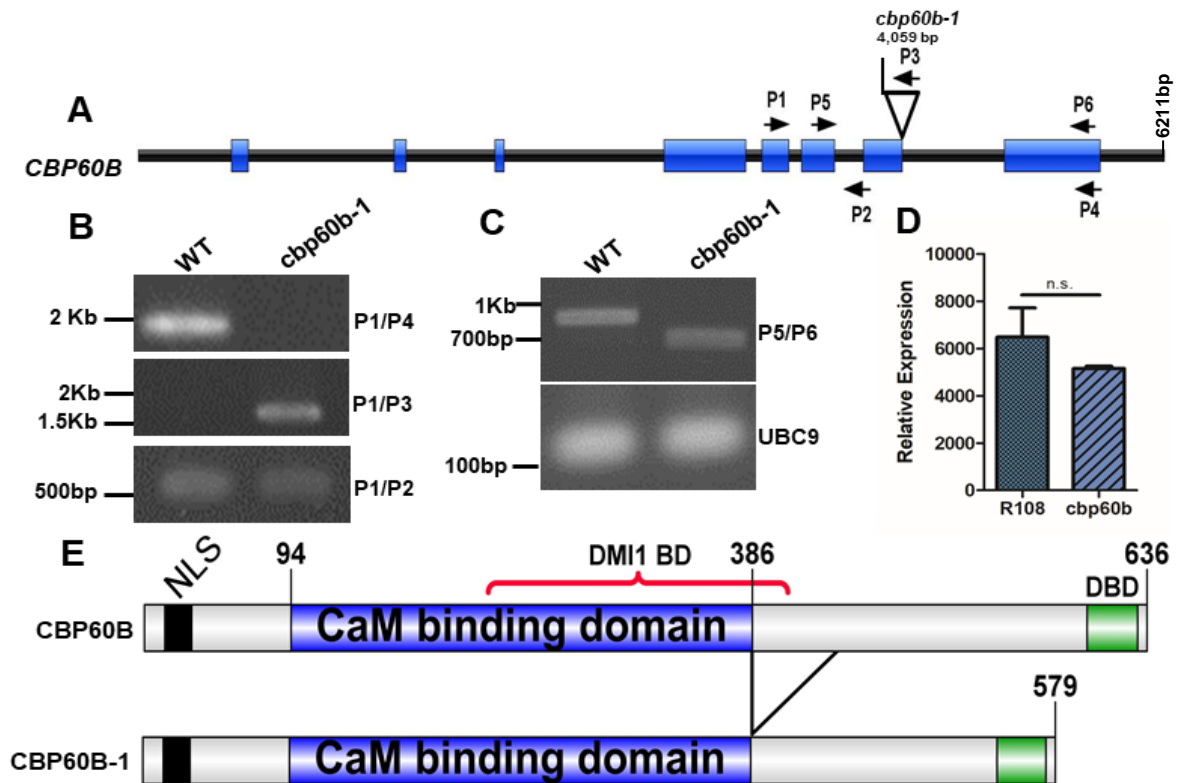 cbp60b-1
4,059 bp
P3
A
P1
P5
P6
6211bp
CBP60B
P2
P4
B
WT
cbp60b-1
2 Kb
P1/P4
2Kb
1.5Kb
P1/P3
500bp
P1/P2
C
WT
cbp60b-1
1Kb
700bp
P5/P6
100bp
UBC9
D
10000
8000
6000
4000
2000
0
Relative Expression
n.s.
R108
cbp60b
E
NLS
94
DMI1 BD
386
636
DBD
CBP60B
CaM binding domain
579
CBP60B-1
CaM binding domain